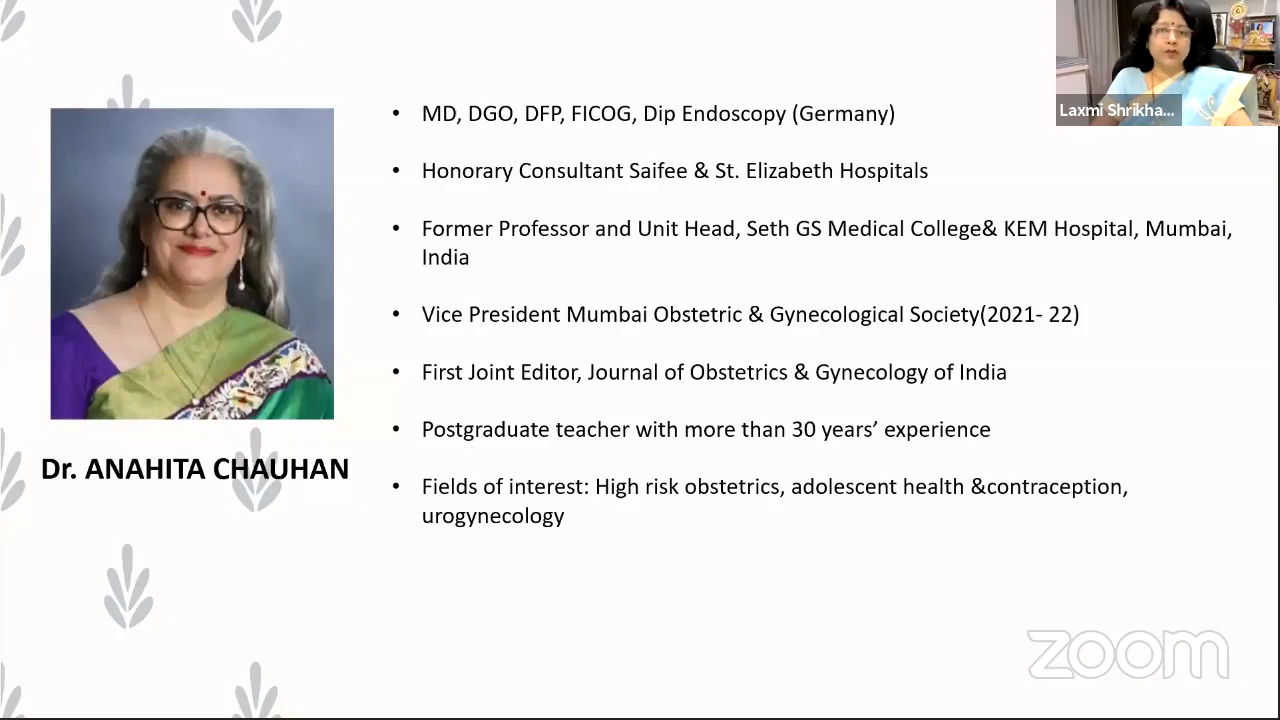 Laxmi Shrikha...
• MD, DGO, DFP, FICOG, Dip Endoscopy (Germany)
• Honorary Consultant Saifee & St. Elizabeth Hospitals
• Former Professor and Unit Head, Seth GS Medical College& KEM Hospital, Mumbai,
India
• Vice President Mumbai Obstetric & Gynecological Society(2021- 22)
• First Joint Editor, Journal of Obstetrics & Gynecology of India
• Postgraduate teacher with more than 30 years’ experience
• Fields of interest: High risk obstetrics, adolescent health &contraception,
urogynecology
Dr. ANAHITA CHAUHAN
zoom